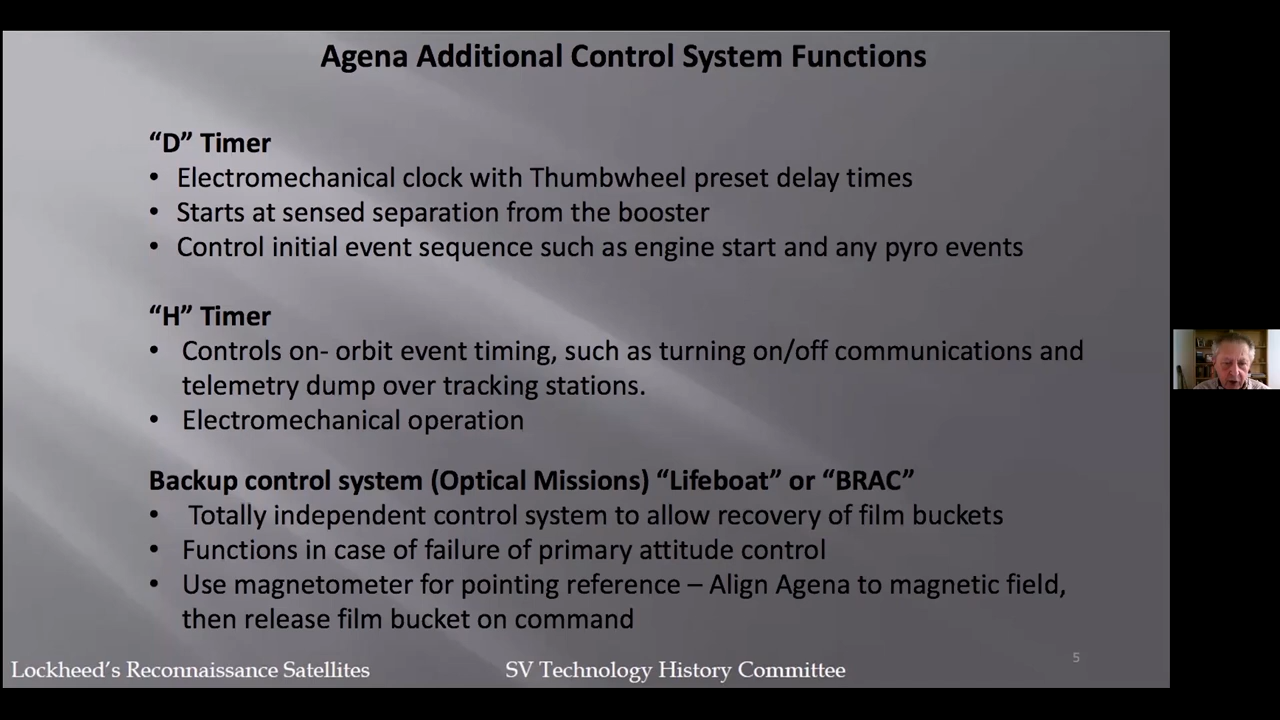 Agena Additional Control System Functions
“D” Timer
• Electromechanical clock with Thumbwheel preset delay times
• Starts at sensed separation from the booster
• Control initial event sequence such as engine start and any pyro events
“H” Timer
• Controls on- orbit event timing, such as turning on/off communications and
telemetry dump over tracking stations.
• Electromechanical operation
Backup control system (Optical Missions) “Lifeboat” or “BRAC”
• Totally independent control system to allow recovery of film buckets
• Functions in case of failure of primary attitude control
• Use magnetometer for pointing reference – Align Agena to magnetic field,
then release film bucket on command
5
Lockheed’s Reconnaissance Satellites SV Technology History Committee